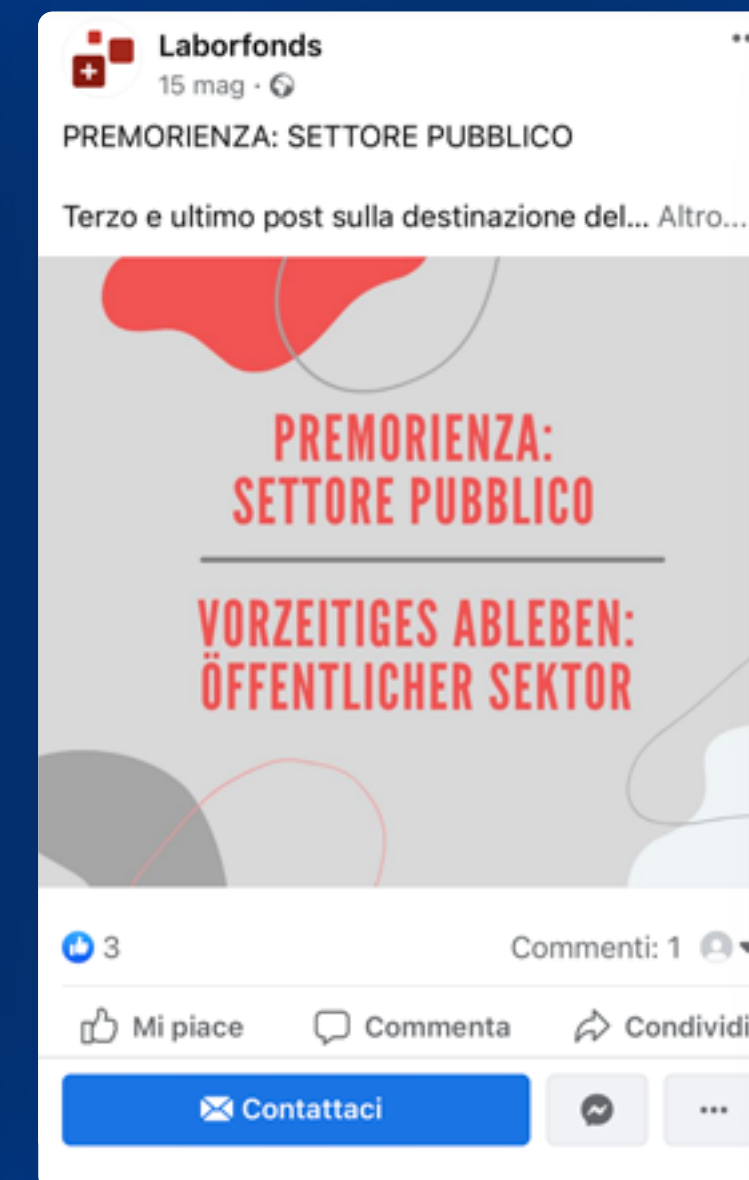 Laborfonds
15 mag ·
PREMORIENZA: SETTORE PUBBLICO
Terzo e ultimo post sulla destinazione del... Altro...
PREMORIENZA:
SETTORE PUBBLICO
VORZEITIGES ABLEBEN:
ÖFFENTLICHER SEKTOR
3
Commenti: 1
Mi piace
Commenta
Condividi
Contattaci